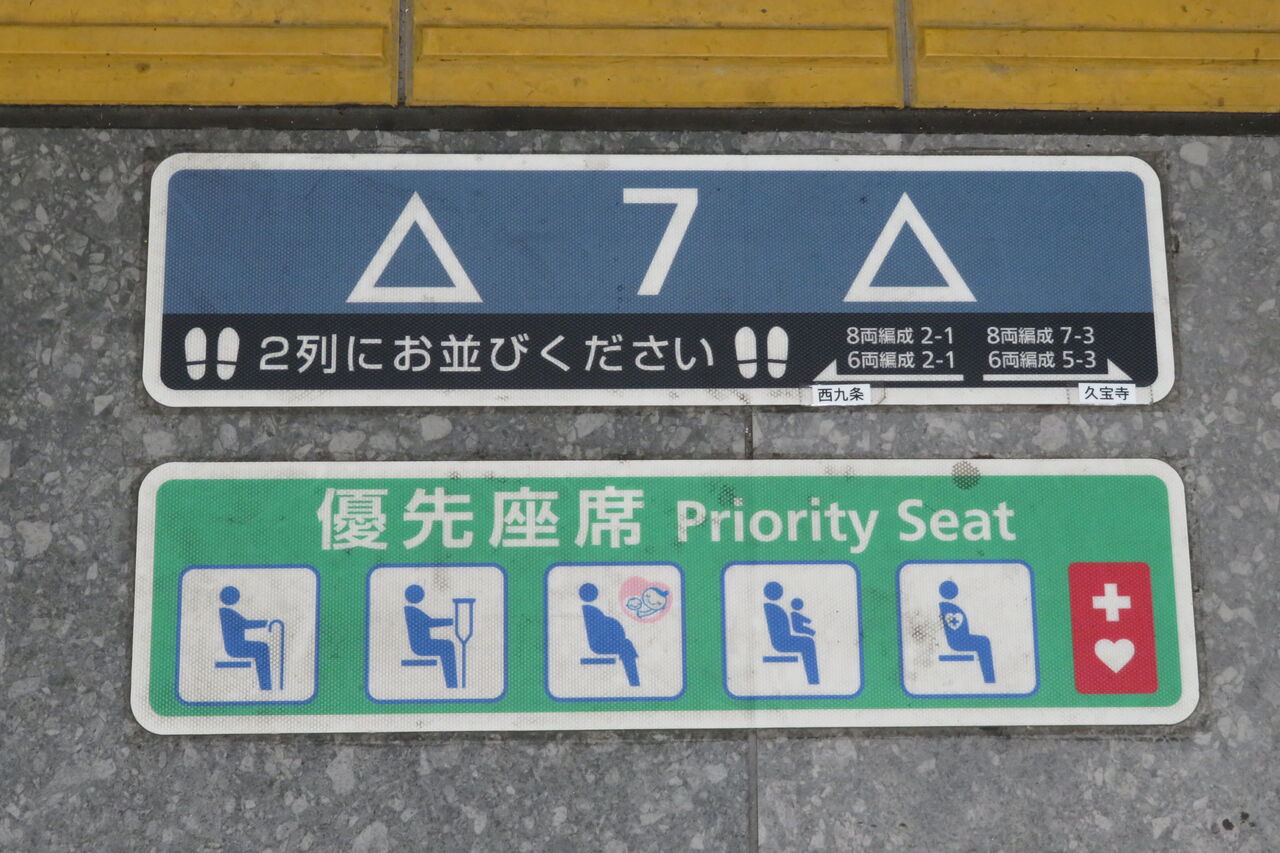 △ 7 △
2列にお並びください
8両編成 2-1 8両編成 7-3
6両編成 2-1 6両編成 5-3
西九条 久宝寺
優先座席 Priority Seat